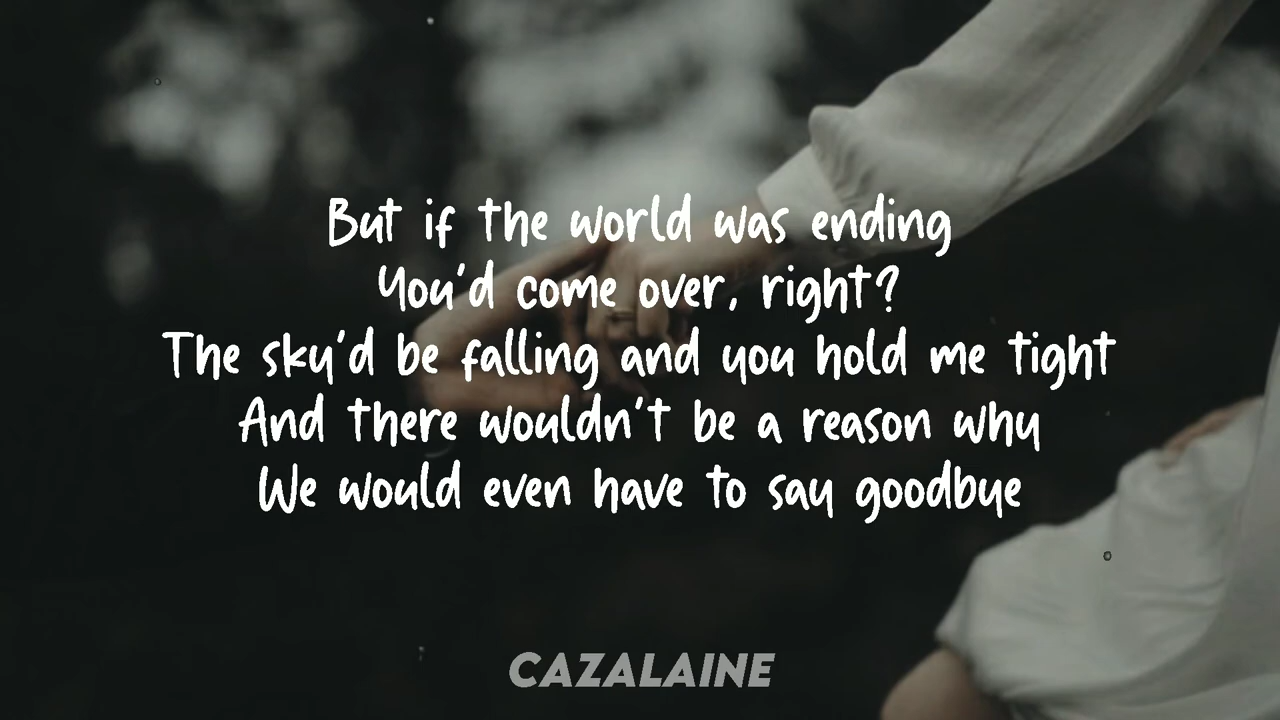 But if the world was ending
You'd come over, right?
The sky'd be falling and you hold me tight
And there wouldn't be a reason why
We would even have to say goodbye
CAZALAINE